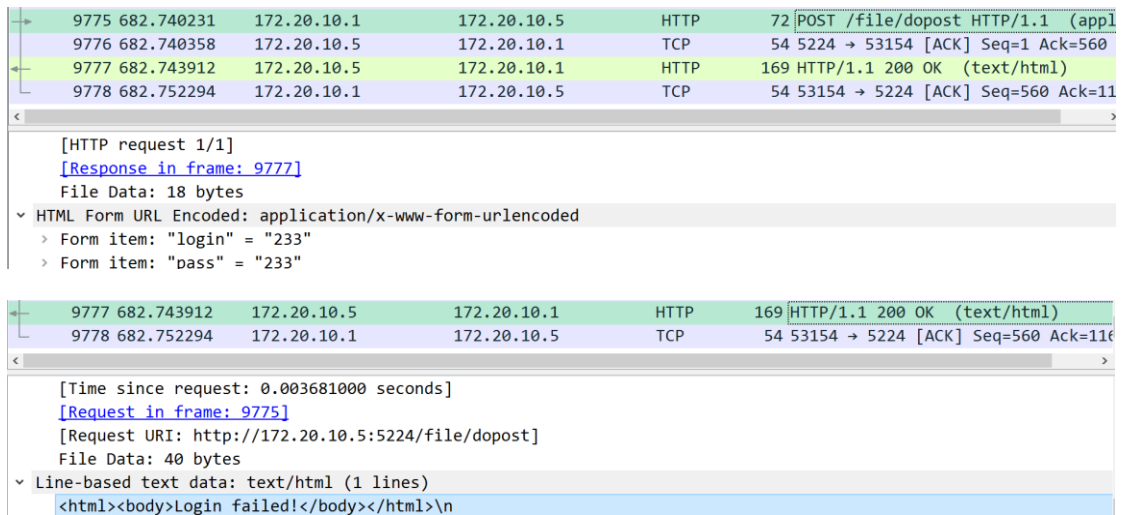 9775 682.740231 172.20.10.1 172.20.10.5 HTTP 72 POST /file/dopost HTTP/1.1 (appl
9776 682.740358 172.20.10.5 172.20.10.1 TCP 54 5224 → 53154 [ACK] Seq=1 Ack=560
9777 682.743912 172.20.10.5 172.20.10.1 HTTP 169 HTTP/1.1 200 OK (text/html)
9778 682.752294 172.20.10.1 172.20.10.5 TCP 54 53154 → 5224 [ACK] Seq=560 Ack=11
[HTTP request 1/1]
[Response in frame: 9777]
File Data: 18 bytes
HTML Form URL Encoded: application/x-www-form-urlencoded
Form item: "login" = "233"
Form item: "pass" = "233"
9777 682.743912 172.20.10.5 172.20.10.1 HTTP 169 HTTP/1.1 200 OK (text/html)
9778 682.752294 172.20.10.1 172.20.10.5 TCP 54 53154 → 5224 [ACK] Seq=560 Ack=116
[Time since request: 0.003681000 seconds]
[Request in frame: 9775]
[Request URI: http://172.20.10.5:5224/file/dopost]
File Data: 40 bytes
Line-based text data: text/html (1 lines)
<html><body>Login failed!</body></html>\n